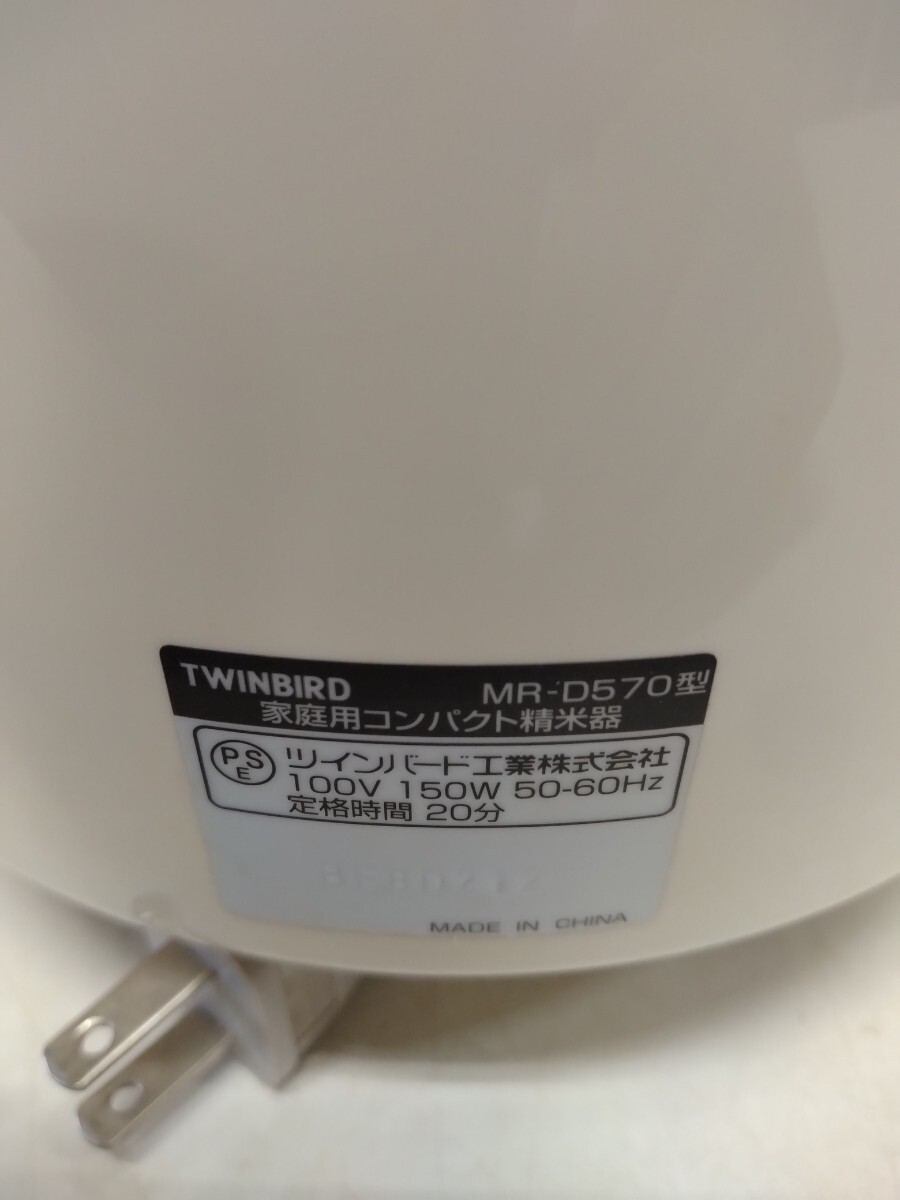 TWINBIRD MR-D570型
家庭用コンパクト精米器
PSE ツインバード工業株式会社
100V 150W 50-60Hz
定格時間 20分
MADE IN CHINA